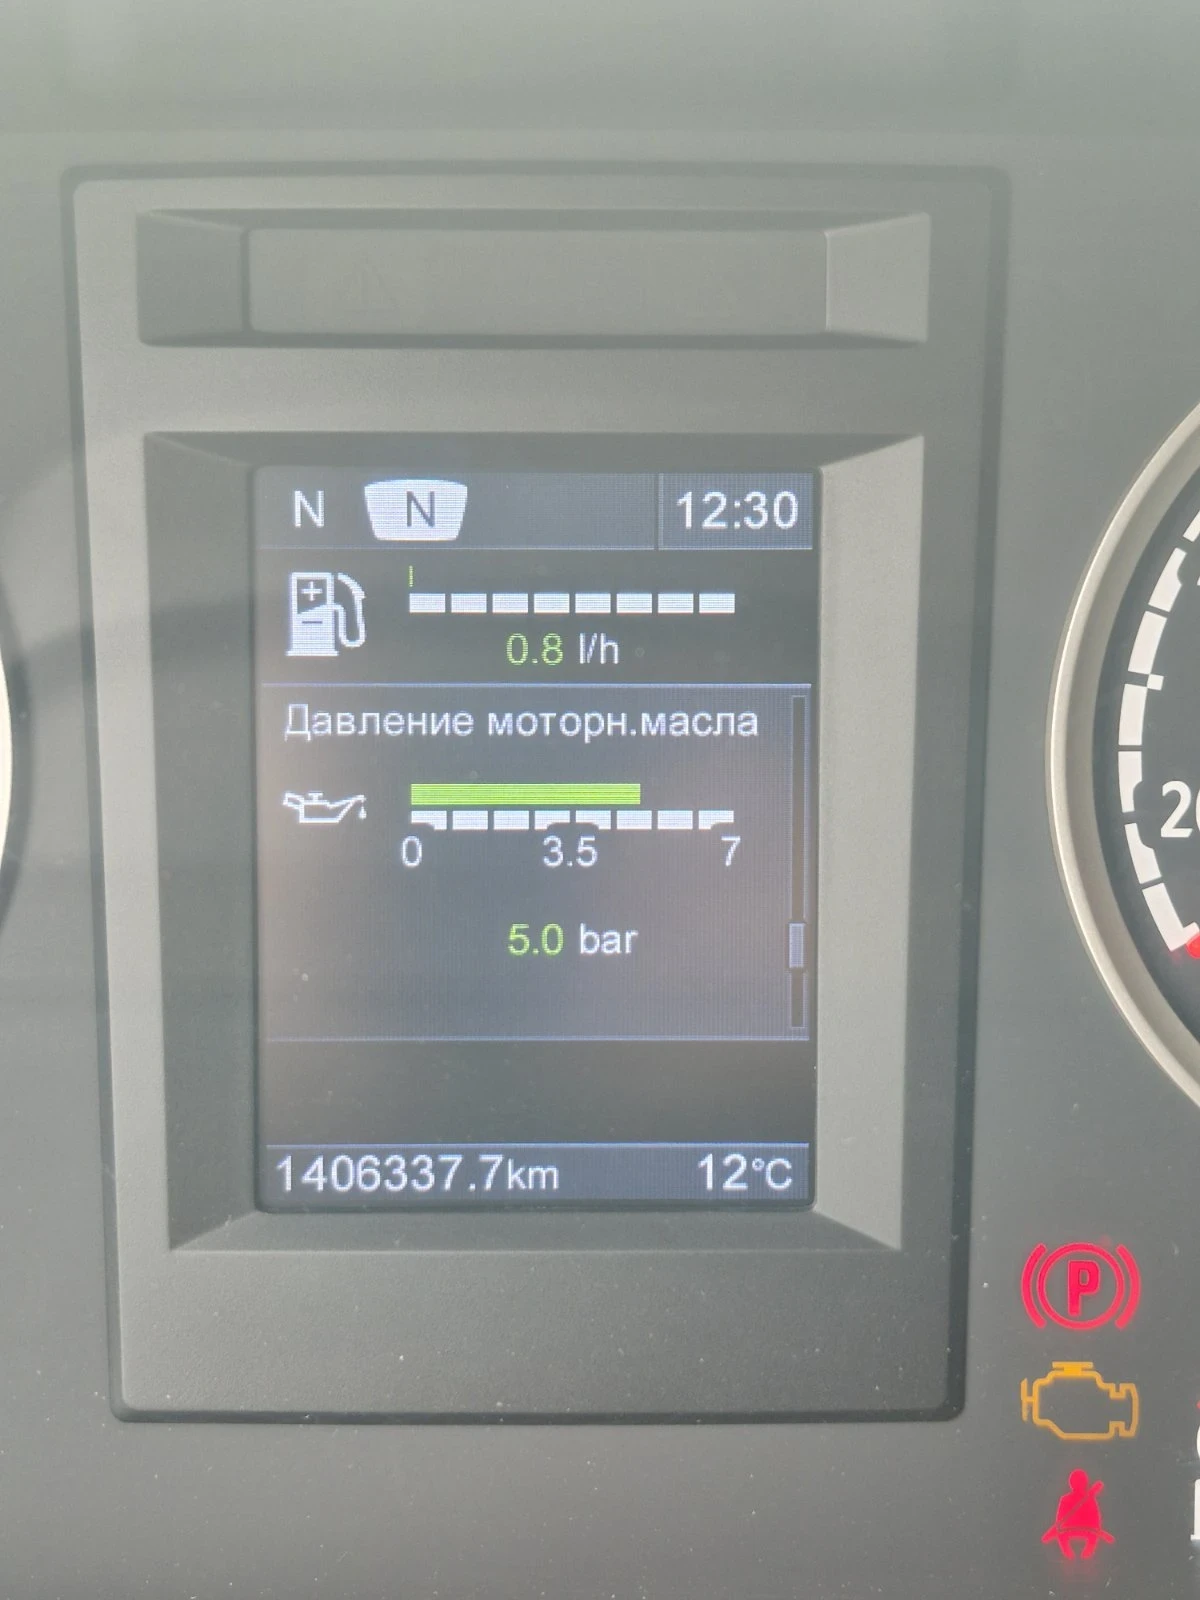 N N 12:30
0.8 l/h
Давление моторн.масла
0 3.5 7
5.0 bar
1406337.7km 12°C
P